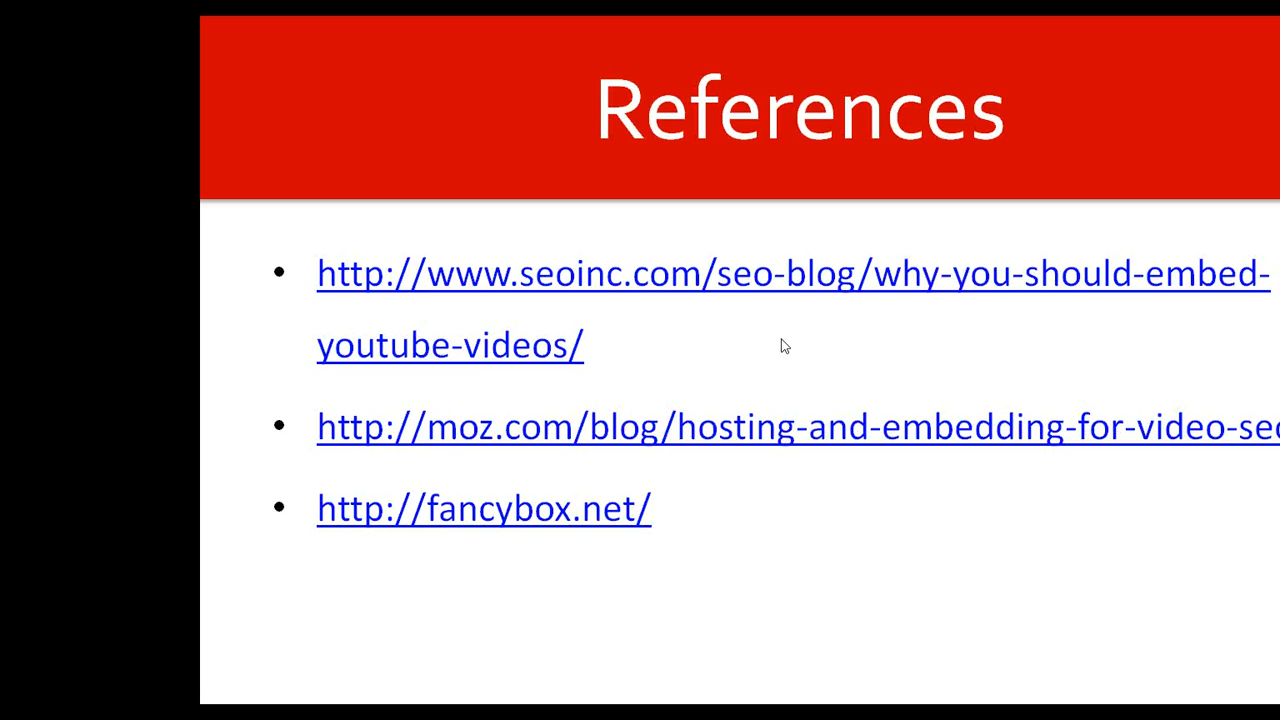 References
• http://www.seoinc.com/seo-blog/why-you-should-embed-
youtube-videos/
• http://moz.com/blog/hosting-and-embedding-for-video-seo
• http://fancybox.net/